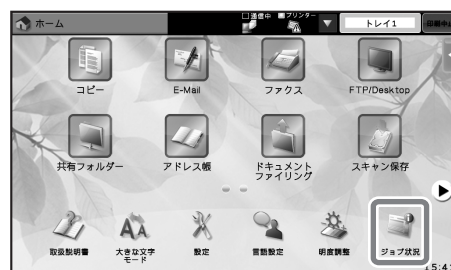 ホーム
通信中 プリンター
トレイ1
印刷中止
コピー
E-Mail
ファクス
FTP/Desktop
共有フォルダー
アドレス帳
ドキュメント
ファイリング
スキャン保存
取扱説明書
大きな文字
モード
設定
言語設定
明度調整
ジョブ状況